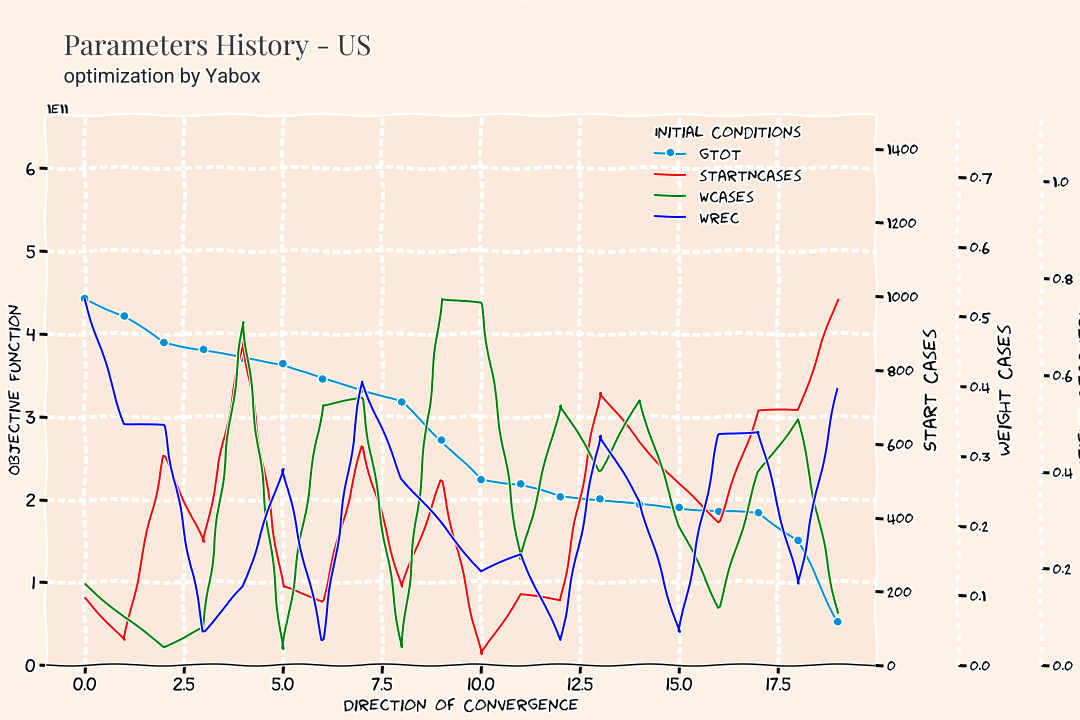 Parameters History - US
optimization by Yabox
1E11
INITIAL CONDITIONS
GTOT
STARTNCASES
WCASES
WREC
OBJECTIVE FUNCTION
6
5
4
3
2
1
0
0.0 2.5 5.0 7.5 10.0 12.5 15.0 17.5
DIRECTION OF CONVERGENCE
1400
1200
1000
800
600
400
200
0
START CASES
0.7
0.6
0.5
0.4
0.3
0.2
0.1
0.0
WEIGHT CASES
1.0
0.8
0.6
0.4
0.2
0.0